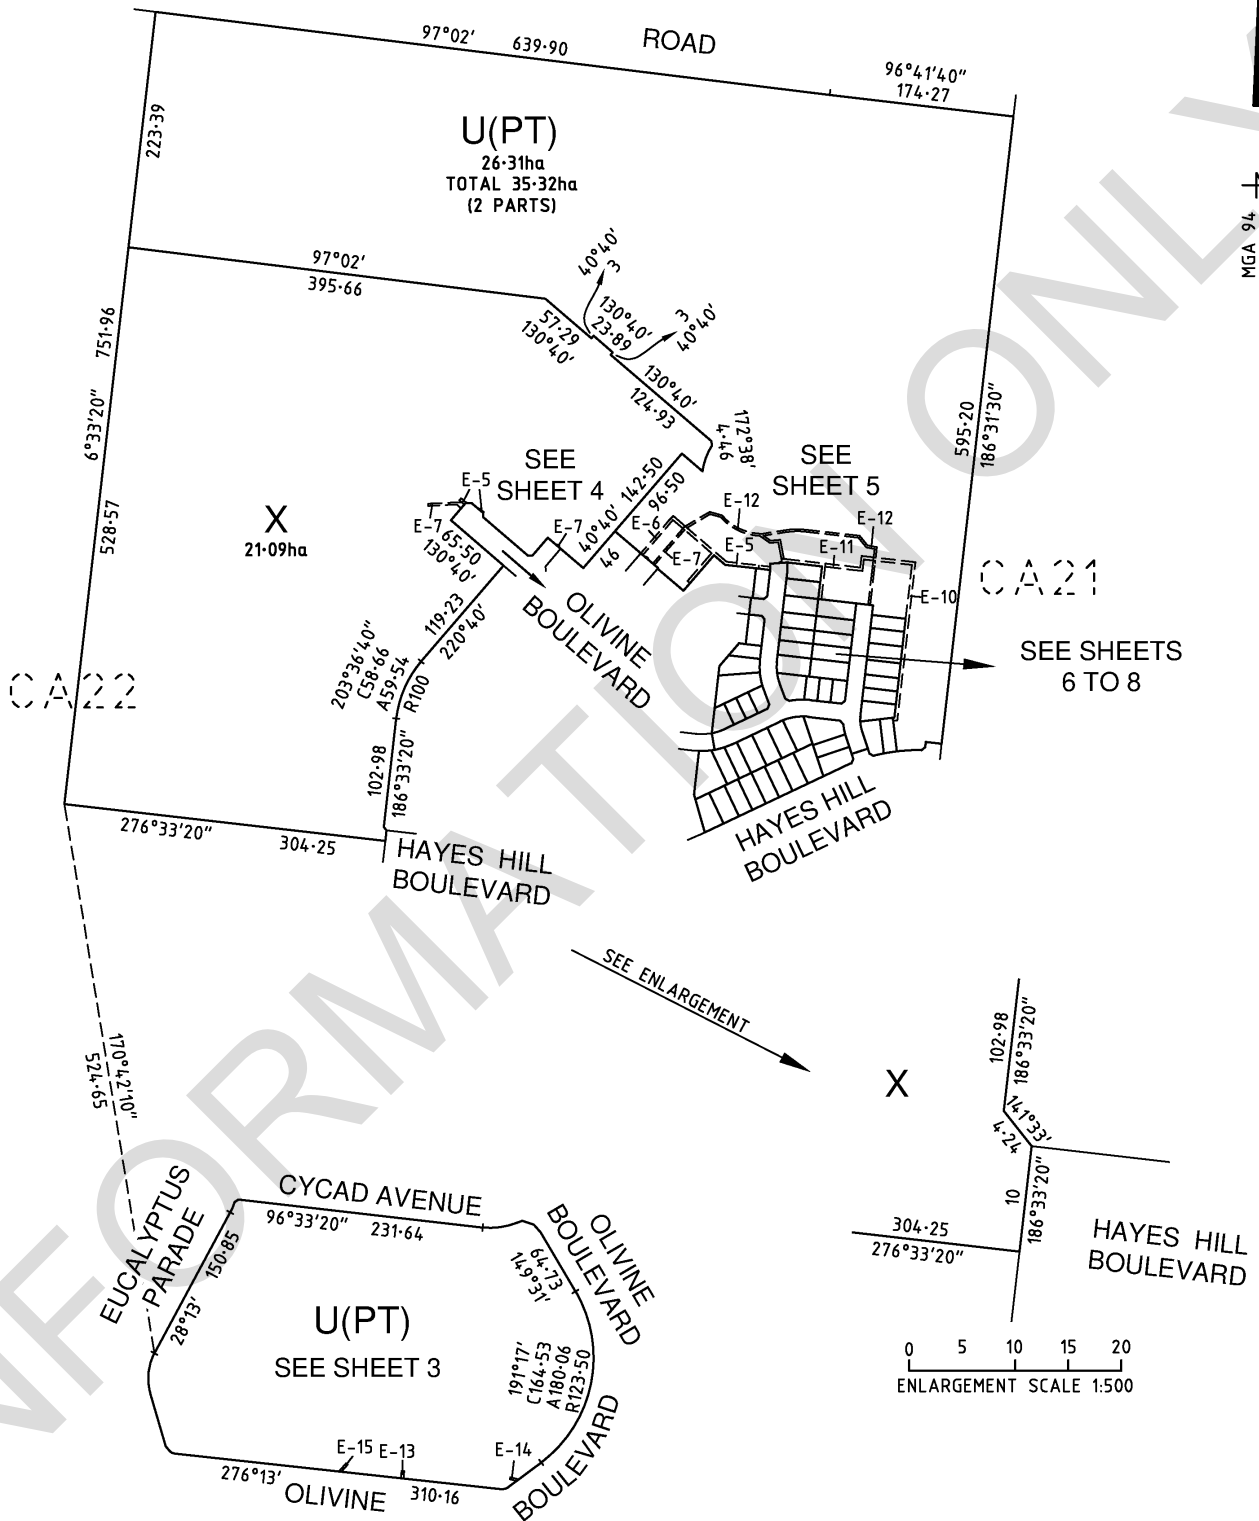 97°02' 639·90
ROAD
96°41'40"
174·27
223·39
U(PT)
26·31ha
TOTAL 35·32ha
(2 PARTS)
MGA 94
97°02'
395·66
40°40'
3
130°40'
23·89
3
40°40'
57·29
130°40'
130°40'
124·93
172°38'
4·46
751·96
6°33'20"
528·57
595·20
186°31'30"
SEE
SHEET 4
SEE
SHEET 5
142·50
96·50
40°40'
46
E-5
E-7
E-7
E-6
E-7
E-12
E-5
E-12
E-11
E-10
X
21·09ha
65·50
130°40'
119·23
220°40'
OLIVINE
BOULEVARD
CA21
CA22
SEE SHEETS
6 TO 8
203°36'40"
C58·66
A59·54
R100
102·98
186°33'20"
276°33'20"
304·25
HAYES HILL
BOULEVARD
HAYES HILL
BOULEVARD
SEE ENLARGEMENT
170°42'10"
524·65
X
102·98
186°33'20"
141°33'
4·24
10
186°33'20"
304·25
276°33'20"
HAYES HILL
BOULEVARD
0 5 10 15 20
ENLARGEMENT SCALE 1:500
EUCALYPTUS
PARADE
150·85
28°13'
CYCAD AVENUE
96°33'20" 231·64
64·73
149°31'
OLIVINE
BOULEVARD
U(PT)
SEE SHEET 3
191°17'
C164·53
A180·06
R123·50
E-15
E-13
E-14
276°13'
310·16
OLIVINE
BOULEVARD
INFORMATION ONLY